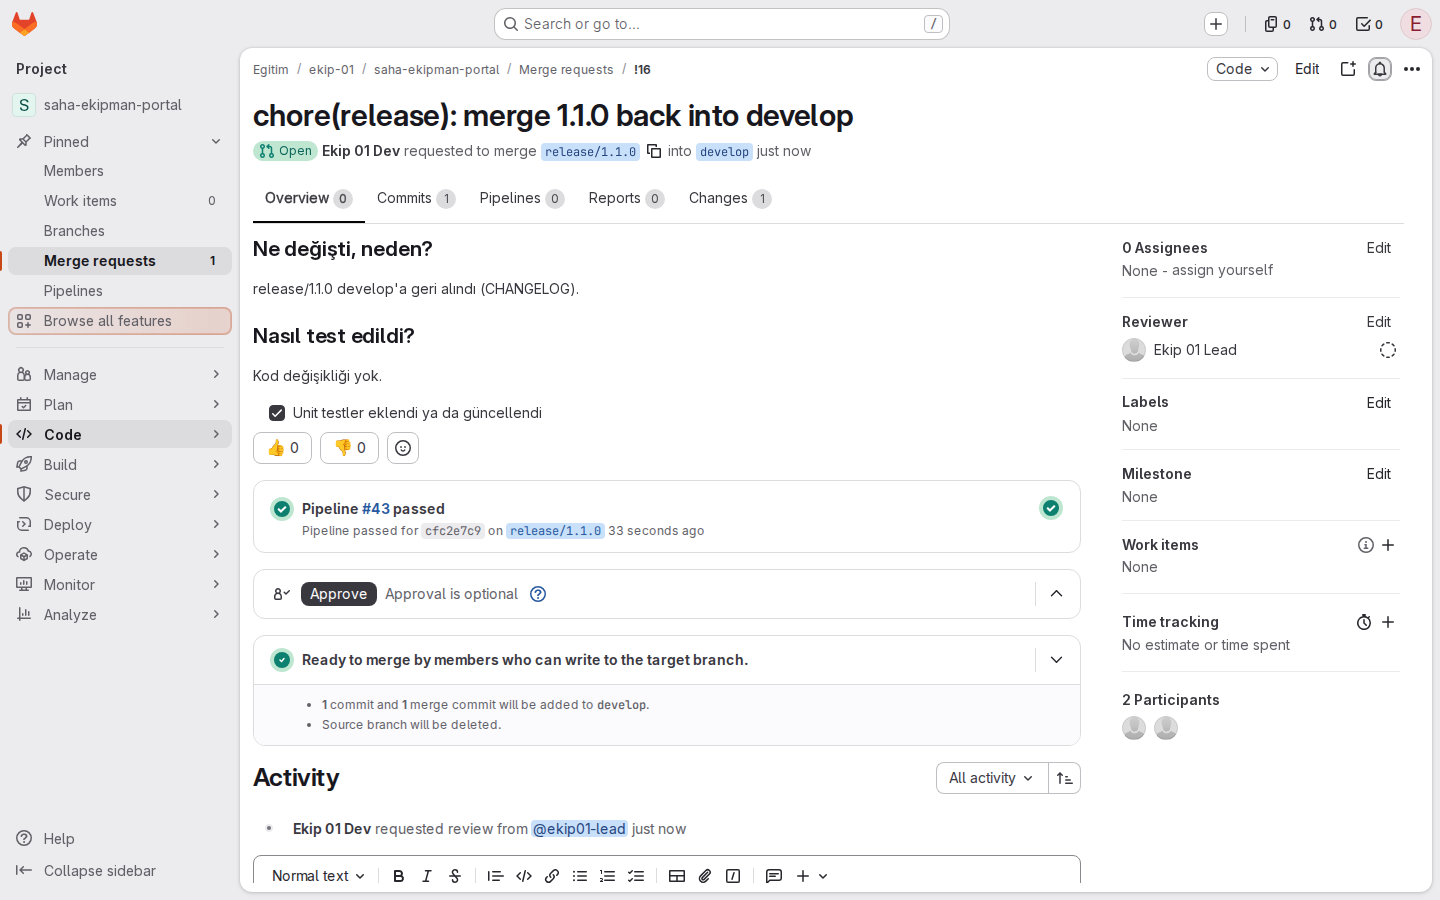 Search or go to...
/
0
0
0
E
Project
S
saha-ekipman-portal
Pinned
Members
Work items
0
Branches
Merge requests
1
Pipelines
Browse all features
Manage
Plan
Code
Build
Secure
Deploy
Operate
Monitor
Analyze
Help
Collapse sidebar
Egitim / ekip-01 / saha-ekipman-portal / Merge requests / !16
Code
Edit
chore(release): merge 1.1.0 back into develop
Open Ekip 01 Dev requested to merge release/1.1.0 into develop just now
Overview 0
Commits 1
Pipelines 0
Reports 0
Changes 1
Ne değişti, neden?
release/1.1.0 develop'a geri alındı (CHANGELOG).
Nasıl test edildi?
Kod değişikliği yok.
Unit testler eklendi ya da güncellendi
👍 0
👎 0
Pipeline #43 passed
Pipeline passed for cfc2e7c9 on release/1.1.0 33 seconds ago
Approve
Approval is optional
Ready to merge by members who can write to the target branch.
1 commit and 1 merge commit will be added to develop.
Source branch will be deleted.
Activity
All activity
Ekip 01 Dev requested review from @ekip01-lead just now
Normal text
0 Assignees
Edit
None - assign yourself
Reviewer
Edit
Ekip 01 Lead
Labels
Edit
None
Milestone
Edit
None
Work items
None
Time tracking
No estimate or time spent
2 Participants